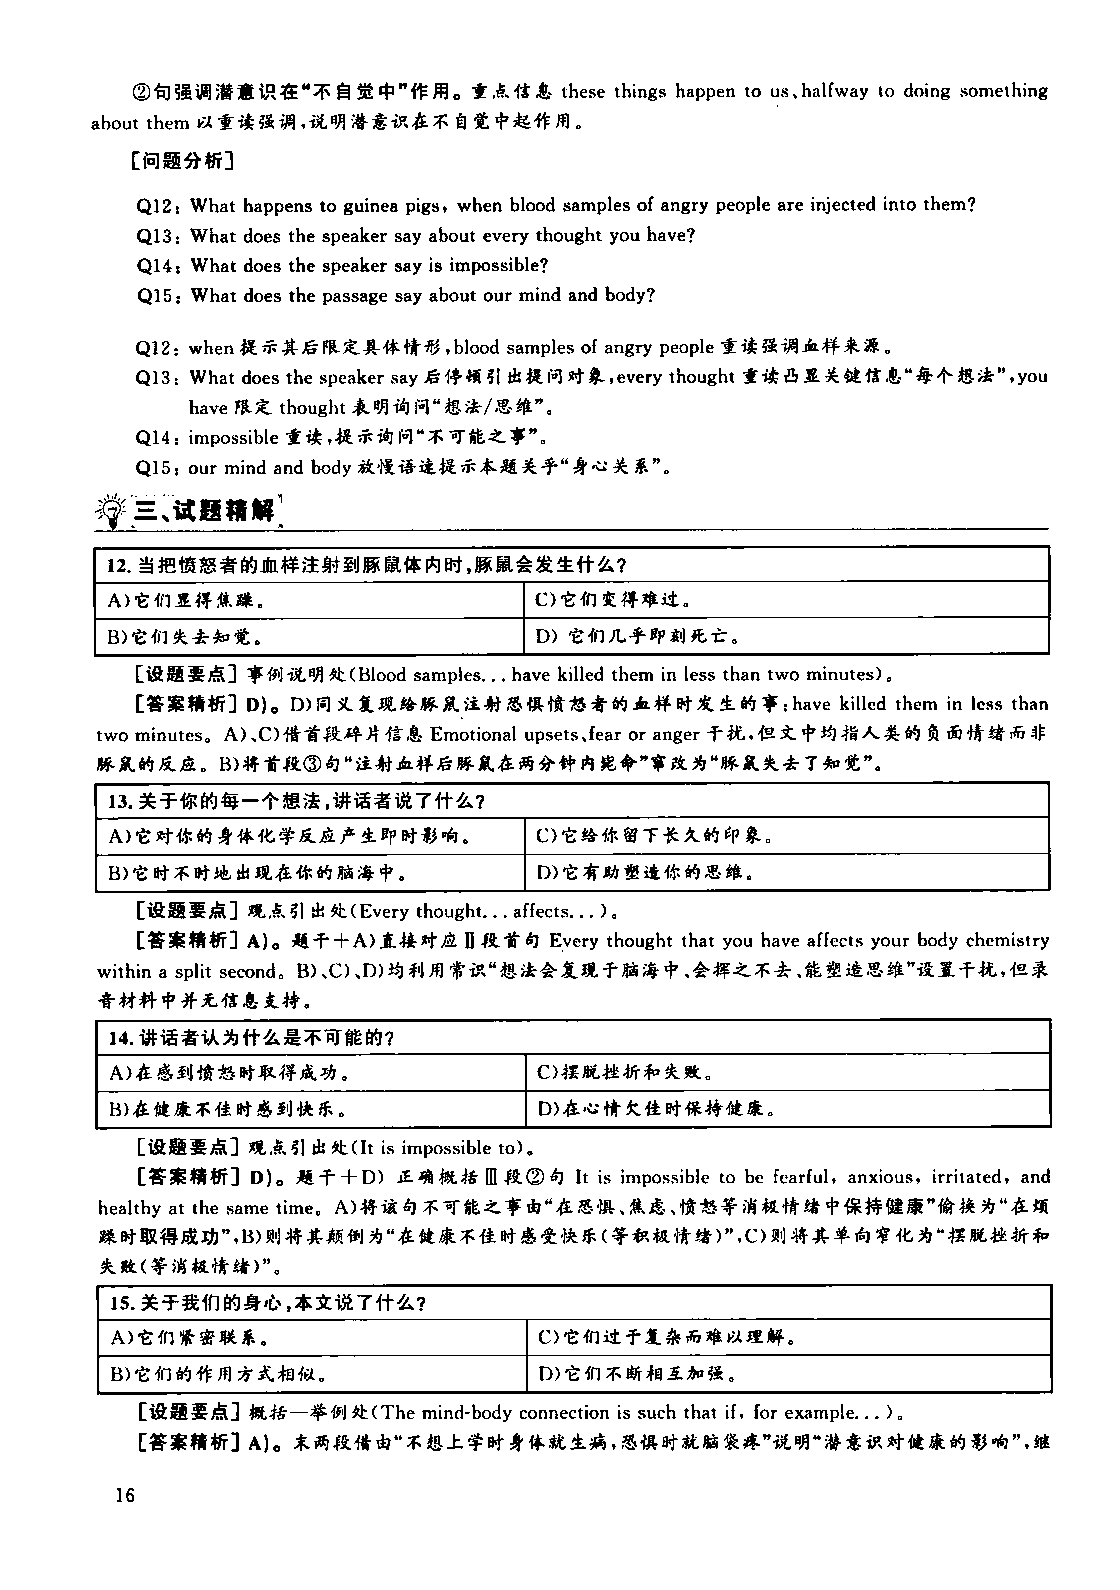 ②句强调潜意识在“不自觉中”作用。重点信息 these things happen to us、halfway to doing something
about them 以重读强调,说明潜意识在不自觉中起作用。
[问题分析]
Q12: What happens to guinea pigs, when blood samples of angry people are injected into them?
Q13: What does the speaker say about every thought you have?
Q14: What does the speaker say is impossible?
Q15: What does the passage say about our mind and body?
Q12: when 提示其后限定具体情形,blood samples of angry people 重读强调血样来源。
Q13: What does the speaker say 后停顿引出提问对象,every thought 重读凸显关键信息“每个想法”,you
have 限定 thought 表明询问“想法/思维”。
Q14: impossible 重读,提示询问“不可能之事”。
Q15: our mind and body 放慢语速提示本题关乎“身心关系”。
三、试题精解
12. 当把愤怒者的血样注射到豚鼠体内时,豚鼠会发生什么?
A)它们显得焦躁。 C)它们变得难过。
B)它们失去知觉。 D) 它们几乎即刻死亡。
[设题要点] 事例说明处(Blood samples...have killed them in less than two minutes)。
[答案精析] D)。D)同义复现给豚鼠注射恐惧愤怒者的血样时发生的事:have killed them in less than
two minutes。A)、C)借首段碎片信息 Emotional upsets、fear or anger 干扰,但文中均指人类的负面情绪而非
豚鼠的反应。B)将首段③句“注射血样后豚鼠在两分钟内毙命”窜改为“豚鼠失去了知觉”。
13. 关于你的每一个想法,讲话者说了什么?
A)它对你的身体化学反应产生即时影响。 C)它给你留下长久的印象。
B)它时不时地出现在你的脑海中。 D)它有助塑造你的思维。
[设题要点] 观点引出处(Every thought...affects...)。
[答案精析] A)。题干+A)直接对应Ⅱ段首句 Every thought that you have affects your body chemistry
within a split second。B)、C)、D)均利用常识“想法会复现于脑海中、会挥之不去、能塑造思维”设置干扰,但录
音材料中并无信息支持。
14. 讲话者认为什么是不可能的?
A)在感到愤怒时取得成功。 C)摆脱挫折和失败。
B)在健康不佳时感到快乐。 D)在心情欠佳时保持健康。
[设题要点] 观点引出处(It is impossible to)。
[答案精析] D)。题干+D) 正确概括Ⅲ段②句 It is impossible to be fearful, anxious, irritated, and
healthy at the same time。A)将该句不可能之事由“在恐惧、焦虑、愤怒等消极情绪中保持健康”偷换为“在烦
躁时取得成功”,B)则将其颠倒为“在健康不佳时感受快乐(等积极情绪)”,C)则将其单向窄化为“摆脱挫折和
失败(等消极情绪)”。
15. 关于我们的身心,本文说了什么?
A)它们紧密联系。 C)它们过于复杂而难以理解。
B)它们的作用方式相似。 D)它们不断相互加强。
[设题要点] 概括—举例处(The mind-body connection is such that if, for example...)。
[答案精析] A)。末两段借由“不想上学时身体就生病,恐惧时就脑袋疼”说明“潜意识对健康的影响”,继
16